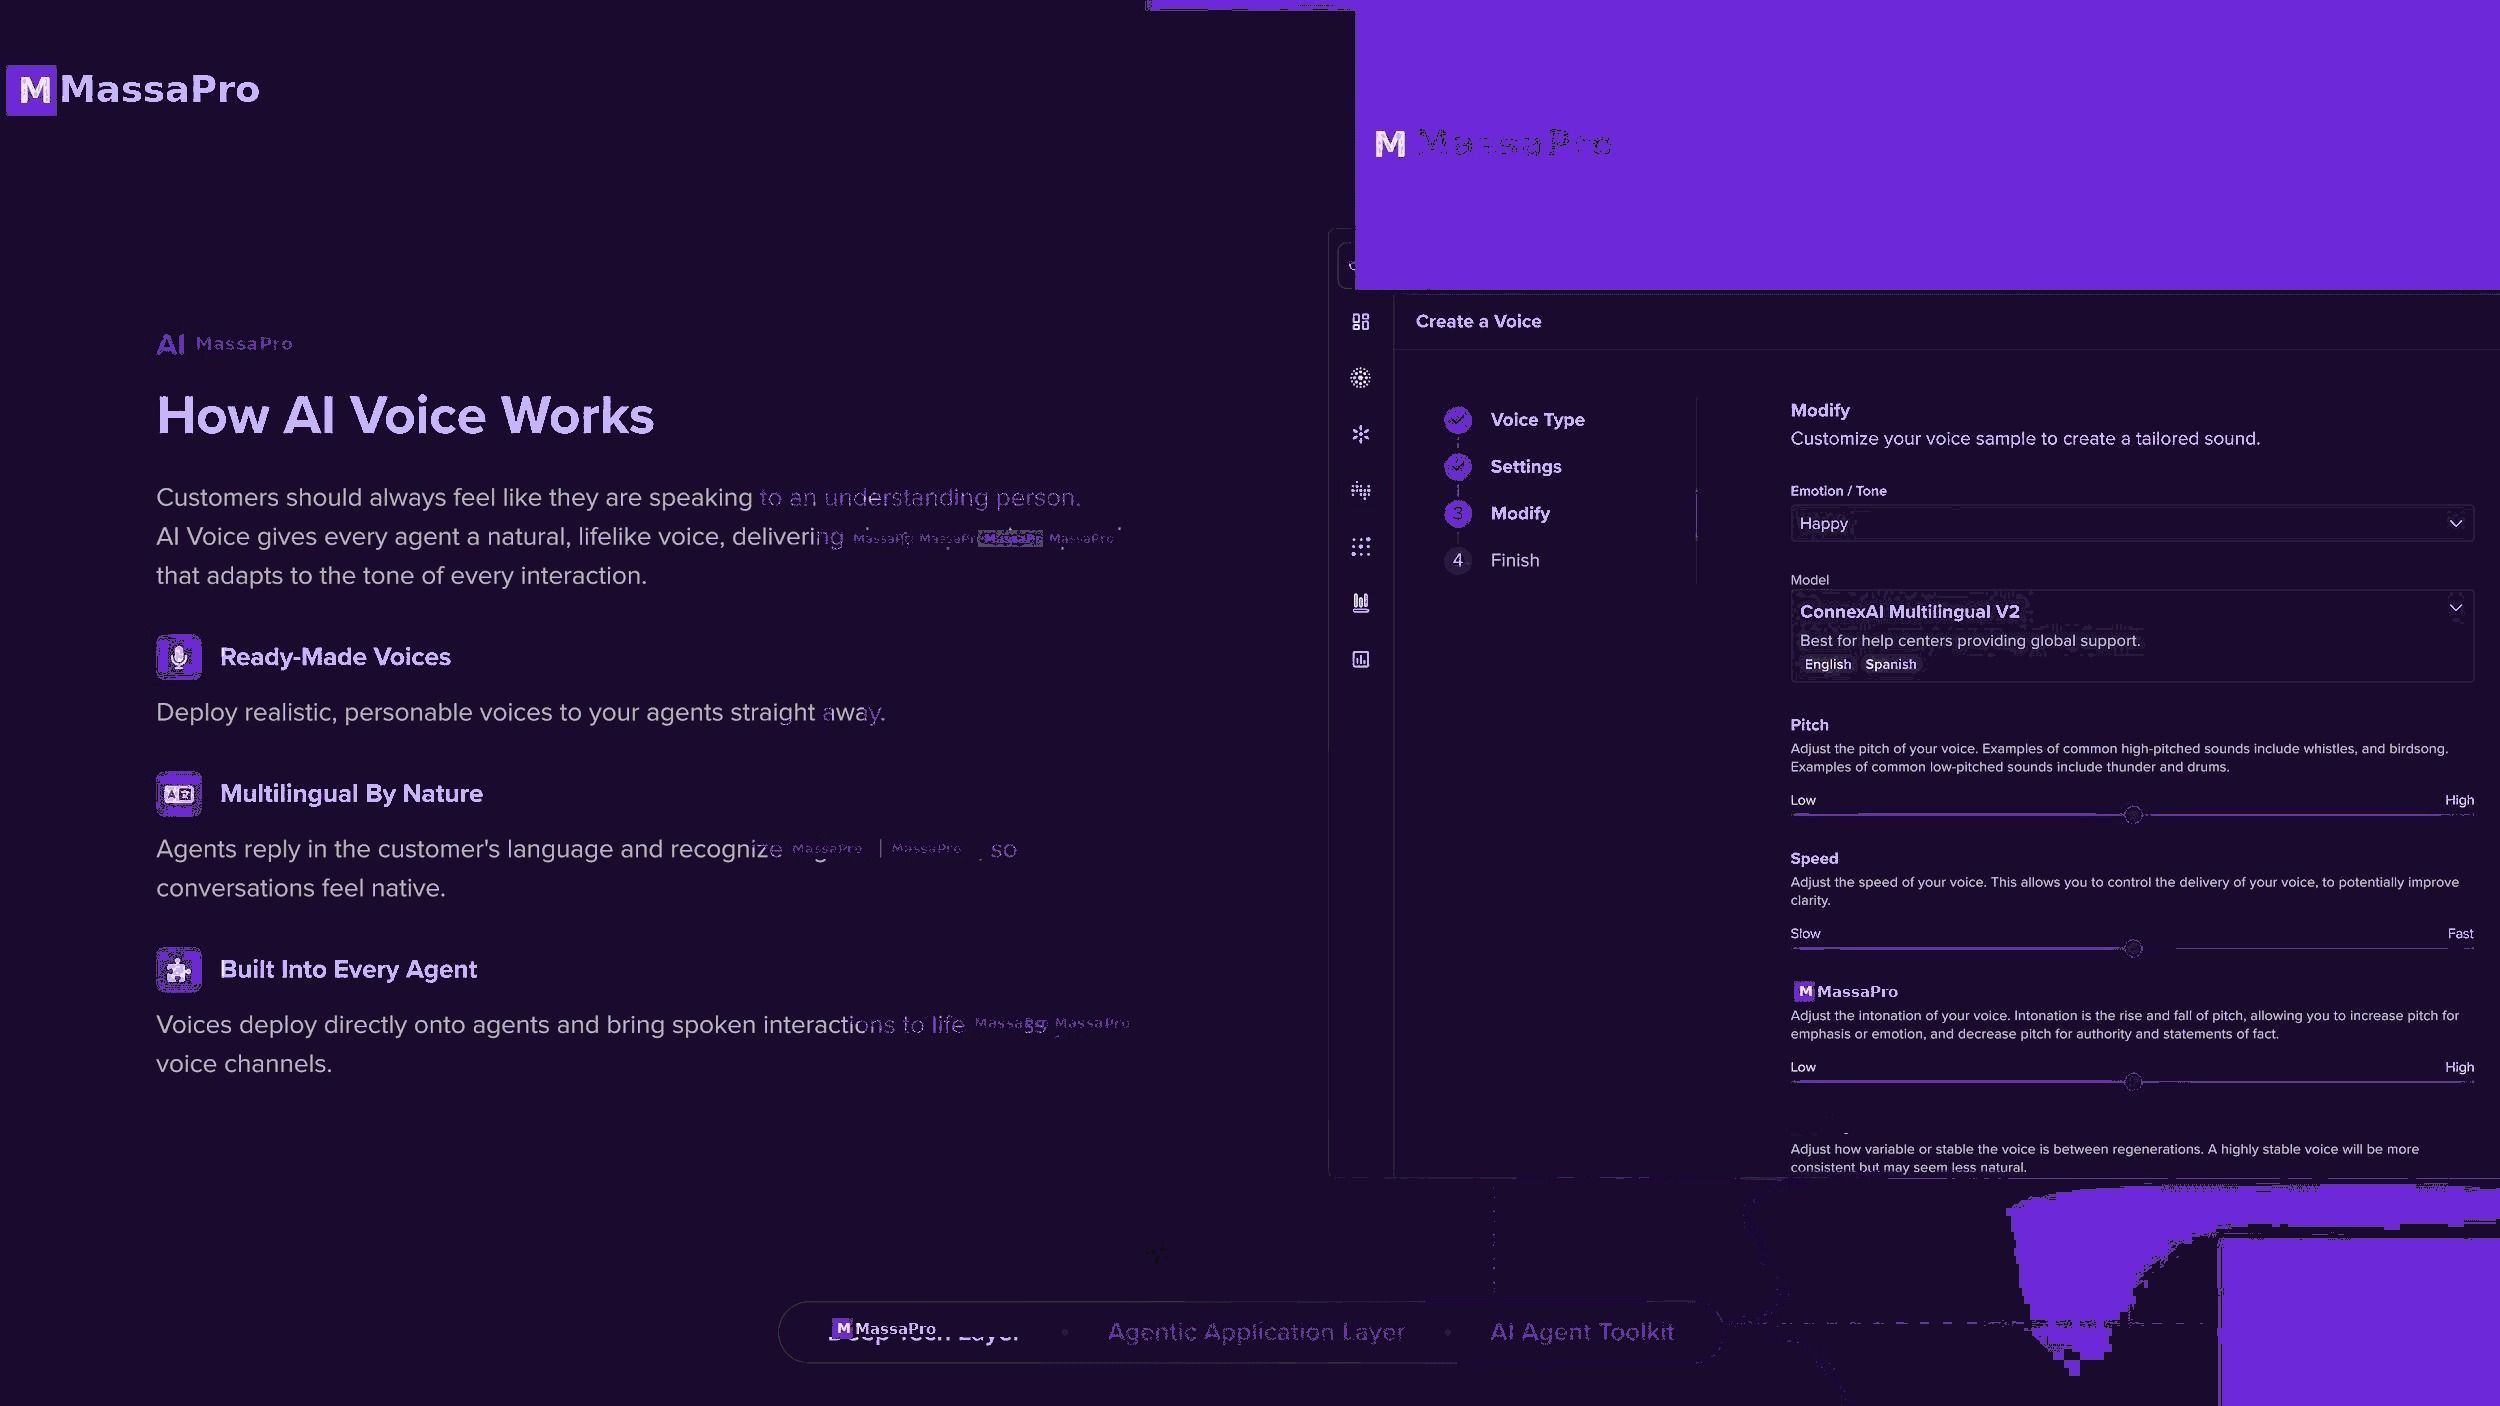 M MassaPro
M MassaPro
AI MassaPro
How AI Voice Works
Customers should always feel like they are speaking to an understanding person.
AI Voice gives every agent a natural, lifelike voice, delivering MassaPro MassaPro MassaPro MassaPro
that adapts to the tone of every interaction.
Ready-Made Voices
Deploy realistic, personable voices to your agents straight away.
Multilingual By Nature
Agents reply in the customer's language and recognize MassaPro MassaPro so
conversations feel native.
Built Into Every Agent
Voices deploy directly onto agents and bring spoken interactions to life MassaPro MassaPro
voice channels.
Create a Voice
Voice Type
Settings
3 Modify
4 Finish
Modify
Customize your voice sample to create a tailored sound.
Emotion / Tone
Happy
Model
ConnexAI Multilingual V2
Best for help centers providing global support.
English Spanish
Pitch
Adjust the pitch of your voice. Examples of common high-pitched sounds include whistles, and birdsong.
Examples of common low-pitched sounds include thunder and drums.
Low High
Speed
Adjust the speed of your voice. This allows you to control the delivery of your voice, to potentially improve
clarity.
Slow Fast
M MassaPro
Adjust the intonation of your voice. Intonation is the rise and fall of pitch, allowing you to increase pitch for
emphasis or emotion, and decrease pitch for authority and statements of fact.
Low High
Adjust how variable or stable the voice is between regenerations. A highly stable voice will be more
consistent but may seem less natural.
M MassaPro Layer
Agentic Application Layer
AI Agent Toolkit